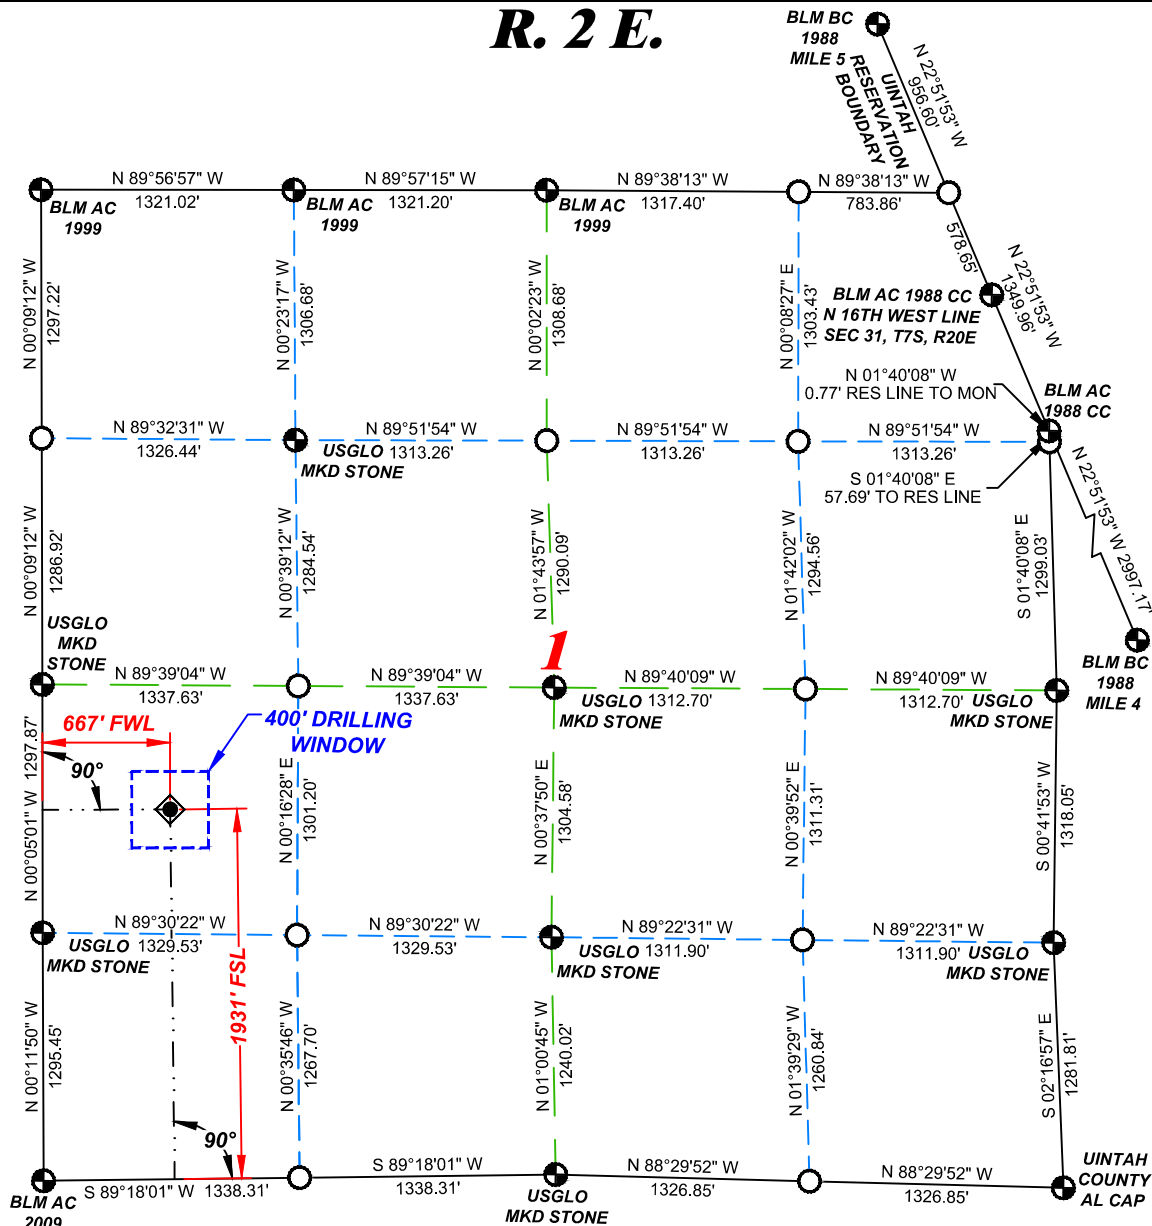 R. 2 E.
BLM BC
1988
MILE 5
UINTAH
RESERVATION
BOUNDARY
N 22°51'53" W
956.60'
N 89°56'57" W
1321.02'
N 89°57'15" W
1321.20'
N 89°38'13" W
1317.40'
N 89°38'13" W
783.86'
BLM AC
1999
BLM AC
1999
BLM AC
1999
578.65'
N 22°51'53" W
1349.96'
N 00°09'12" W
1297.22'
N 00°23'17" W
1306.68'
N 00°02'23" W
1308.68'
N 00°08'27" E
1303.43'
BLM AC 1988 CC
N 16TH WEST LINE
SEC 31, T7S, R20E
N 01°40'08" W
0.77' RES LINE TO MON
BLM AC
1988 CC
N 89°32'31" W
1326.44'
N 89°51'54" W
1313.26'
N 89°51'54" W
1313.26'
N 89°51'54" W
1313.26'
USGLO
MKD STONE
S 01°40'08" E
57.69' TO RES LINE
N 22°51'53" W 2997.17'
N 00°09'12" W
1286.92'
N 00°39'12" W
1284.54'
N 01°43'57" W
1290.09'
N 01°42'02" W
1294.56'
S 01°40'08" E
1299.03'
USGLO
MKD
STONE
1
BLM BC
1988
MILE 4
N 89°39'04" W
1337.63'
N 89°39'04" W
1337.63'
N 89°40'09" W
1312.70'
N 89°40'09" W
1312.70'
USGLO
MKD STONE
USGLO
MKD STONE
667' FWL
400' DRILLING
WINDOW
90°
N 00°05'01" W 1297.87'
N 00°16'28" E
1301.20'
N 00°37'50" E
1304.58'
N 00°39'52" E
1311.31'
S 00°41'53" W
1318.05'
N 89°30'22" W
1329.53'
N 89°30'22" W
1329.53'
N 89°22'31" W
1311.90'
N 89°22'31" W
1311.90'
USGLO
MKD STONE
USGLO
MKD STONE
USGLO
MKD STONE
1931' FSL
N 00°11'50" W
1295.45'
N 00°35'46" W
1267.70'
N 01°00'45" W
1240.02'
N 01°39'29" W
1260.84'
S 02°16'57" E
1281.81'
90°
S 89°18'01" W 1338.31'
S 89°18'01" W
1338.31'
N 88°29'52" W
1326.85'
N 88°29'52" W
1326.85'
BLM AC
2009
USGLO
MKD STONE
UINTAH
COUNTY
AL CAP